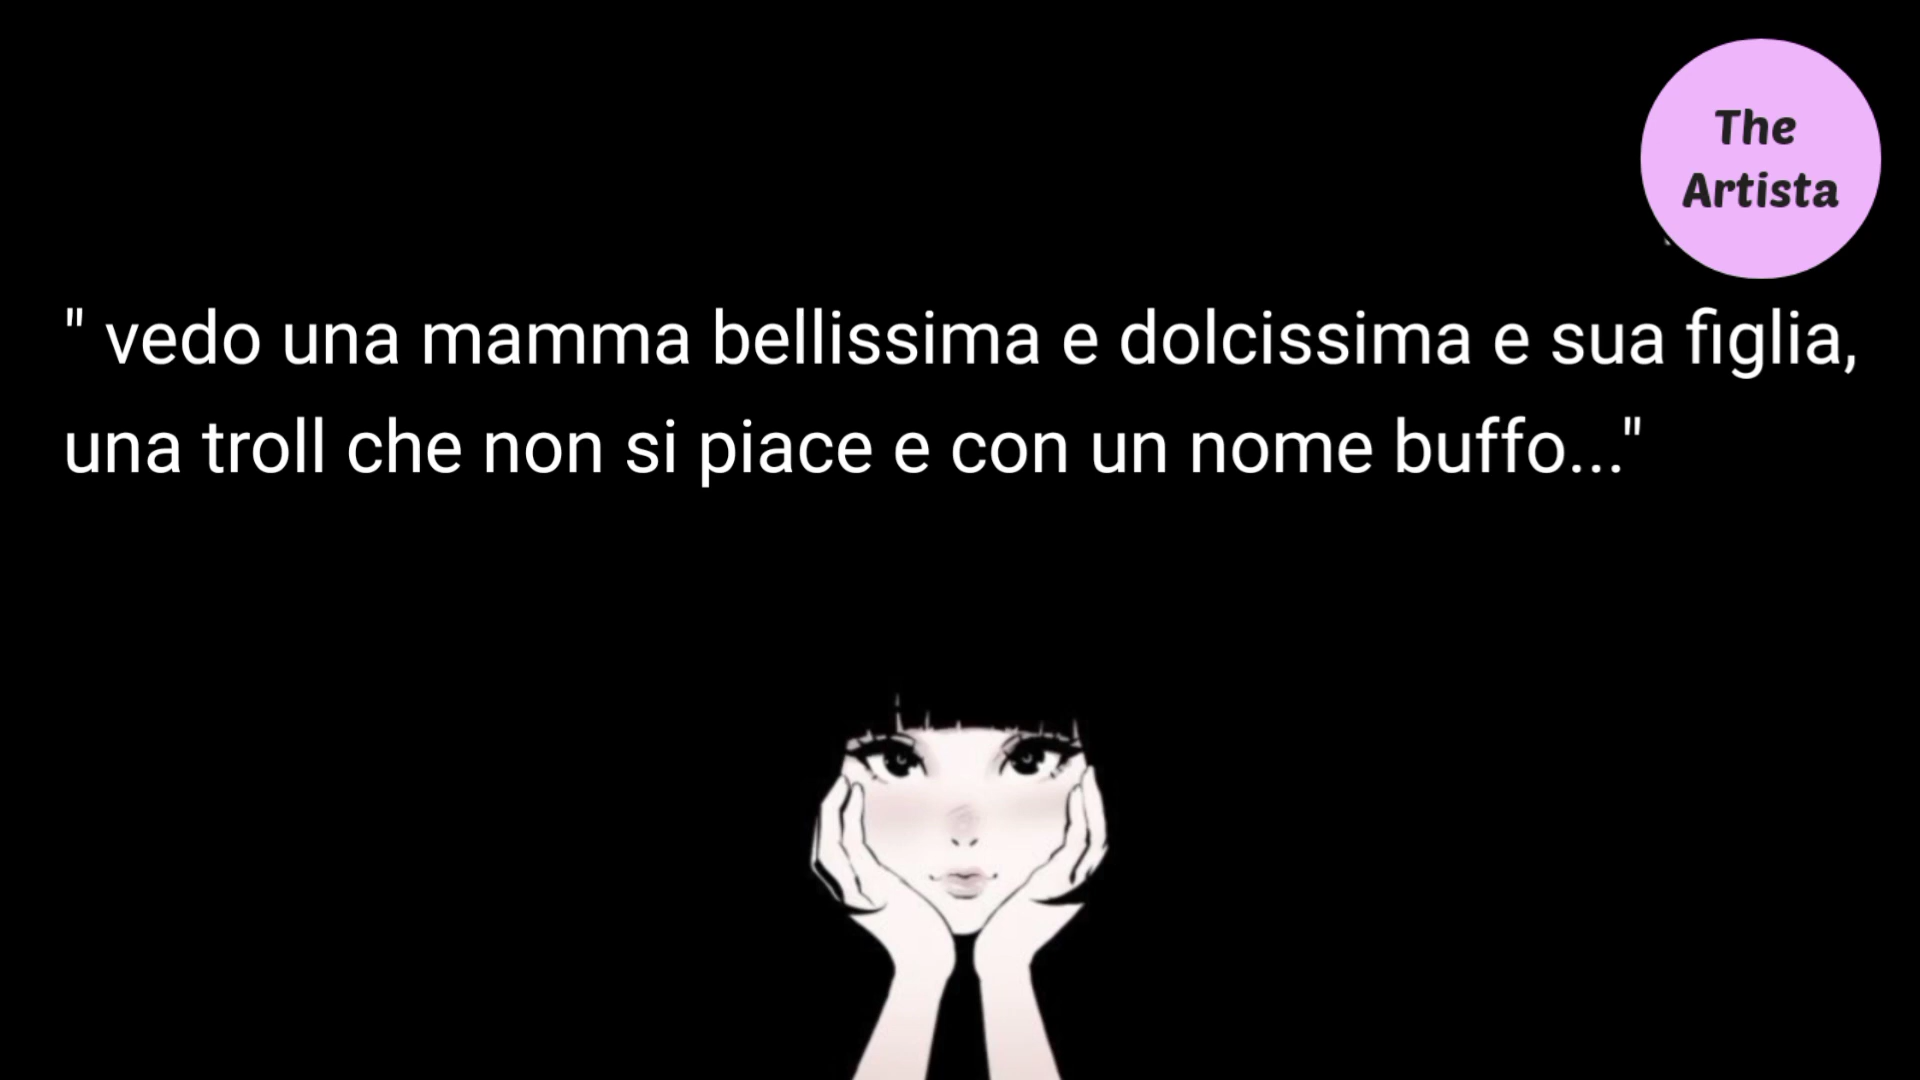 The
Artista
" vedo una mamma bellissima e dolcissima e sua figlia,
una troll che non si piace e con un nome buffo..."